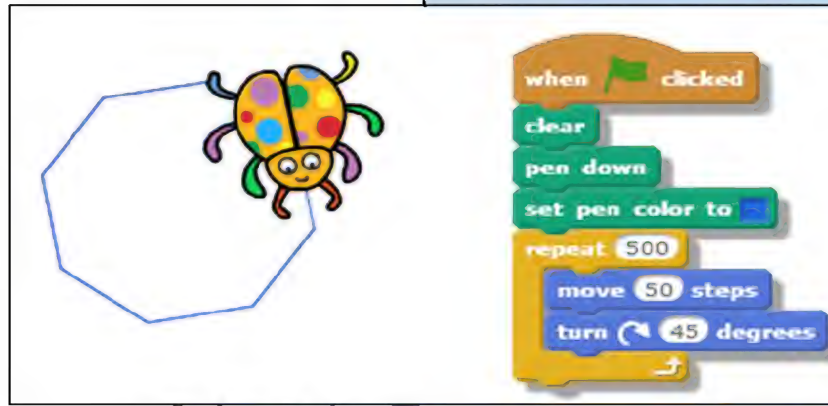 when clicked
clear
pen down
set pen color to
repeat 500
move 50 steps
turn 45 degrees